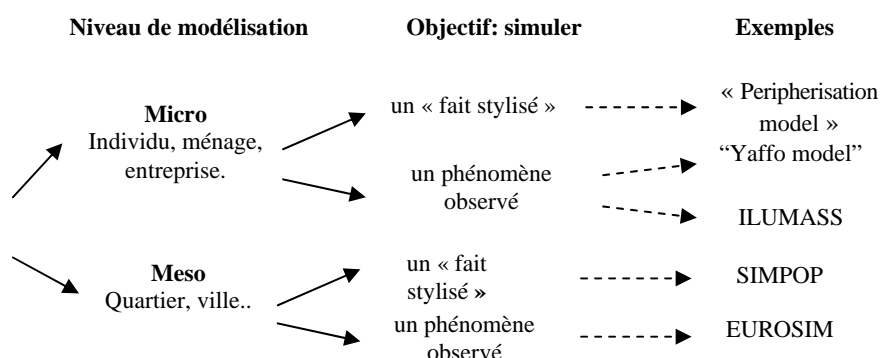 Niveau de modélisation
Objectif: simuler
Exemples
Micro
Individu, ménage,
entreprise.
un « fait stylisé »
« Peripherisation
model »
un phénomène
observé
“Yaffo model”
ILUMASS
Meso
Quartier, ville..
un « fait
stylisé »
SIMPOP
un phénomène
observé
EUROSIM